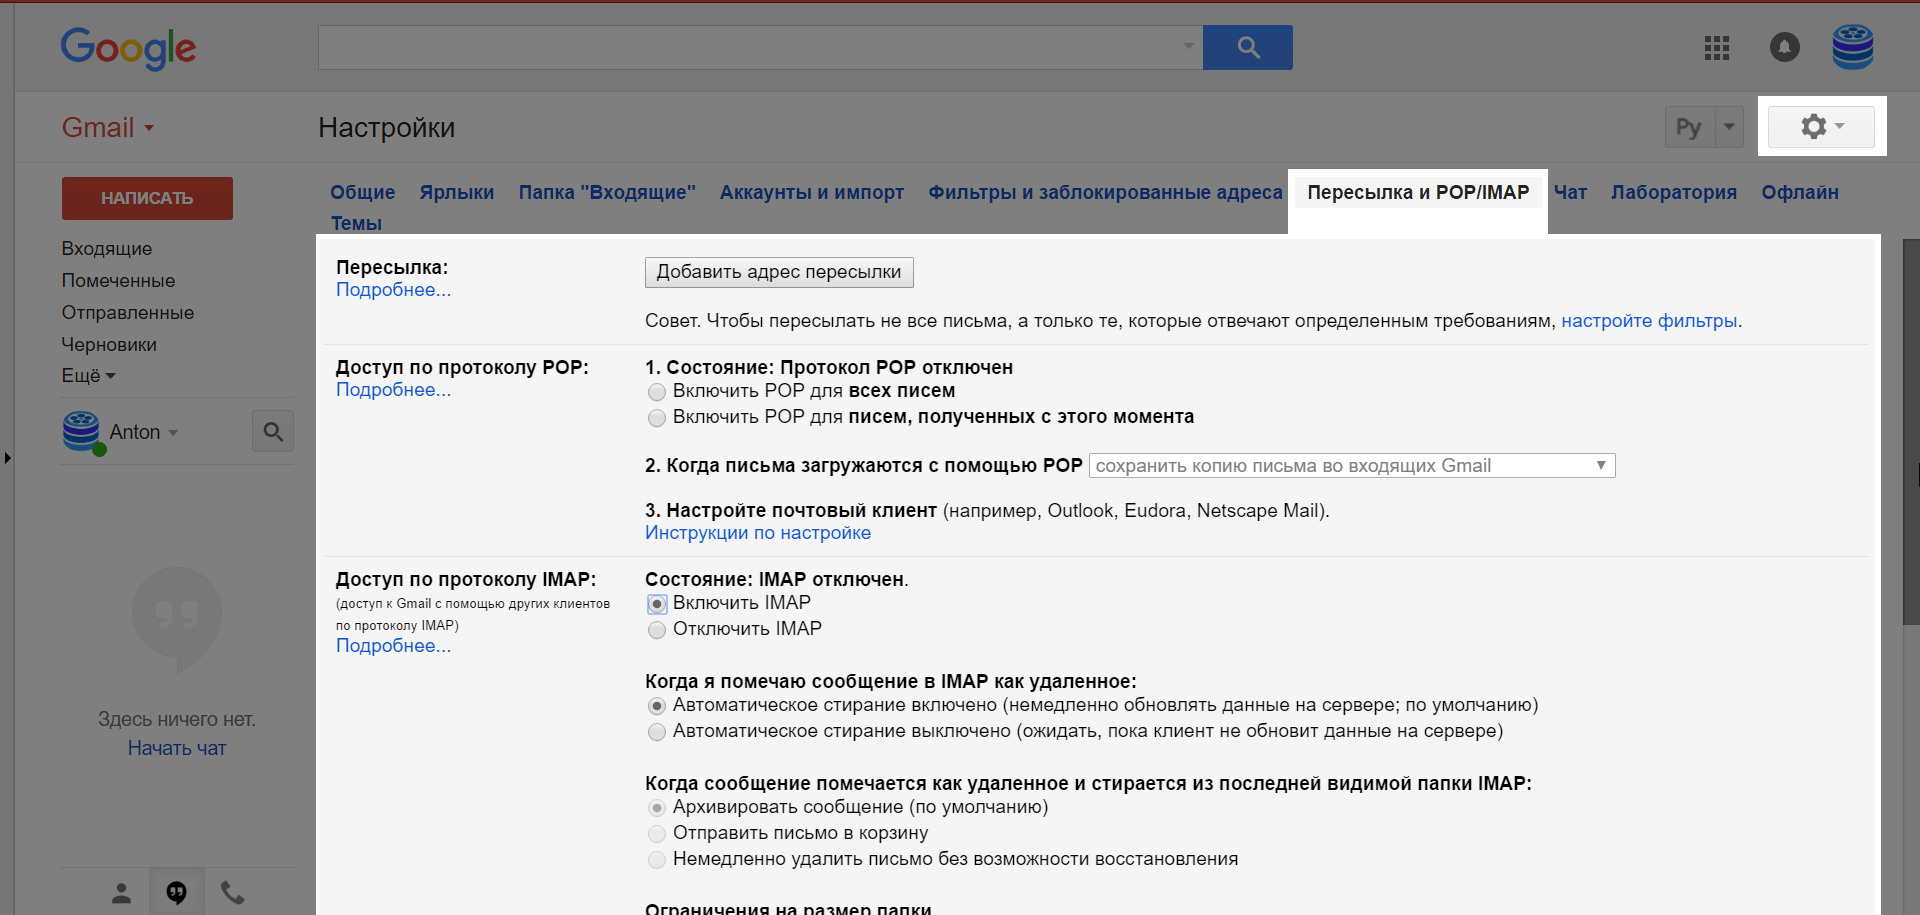 Google
Gmail
Настройки
Ру
НАПИСАТЬ
Общие Ярлыки Папка "Входящие" Аккаунты и импорт Фильтры и заблокированные адреса Пересылка и POP/IMAP Чат Лаборатория Офлайн
Темы
Входящие
Помеченные
Отправленные
Черновики
Ещё
Anton
Здесь ничего нет.
Начать чат
Пересылка:
Подробнее...
Добавить адрес пересылки
Совет. Чтобы пересылать не все письма, а только те, которые отвечают определенным требованиям, настройте фильтры.
Доступ по протоколу POP:
Подробнее...
1. Состояние: Протокол POP отключен
Включить POP для всех писем
Включить POP для писем, полученных с этого момента
2. Когда письма загружаются с помощью POP сохранить копию письма во входящих Gmail
3. Настройте почтовый клиент (например, Outlook, Eudora, Netscape Mail).
Инструкции по настройке
Доступ по протоколу IMAP:
(доступ к Gmail с помощью других клиентов
по протоколу IMAP)
Подробнее...
Состояние: IMAP отключен.
Включить IMAP
Отключить IMAP
Когда я помечаю сообщение в IMAP как удаленное:
Автоматическое стирание включено (немедленно обновлять данные на сервере; по умолчанию)
Автоматическое стирание выключено (ожидать, пока клиент не обновит данные на сервере)
Когда сообщение помечается как удаленное и стирается из последней видимой папки IMAP:
Архивировать сообщение (по умолчанию)
Отправить письмо в корзину
Немедленно удалить письмо без возможности восстановления
Ограничения на размер папки